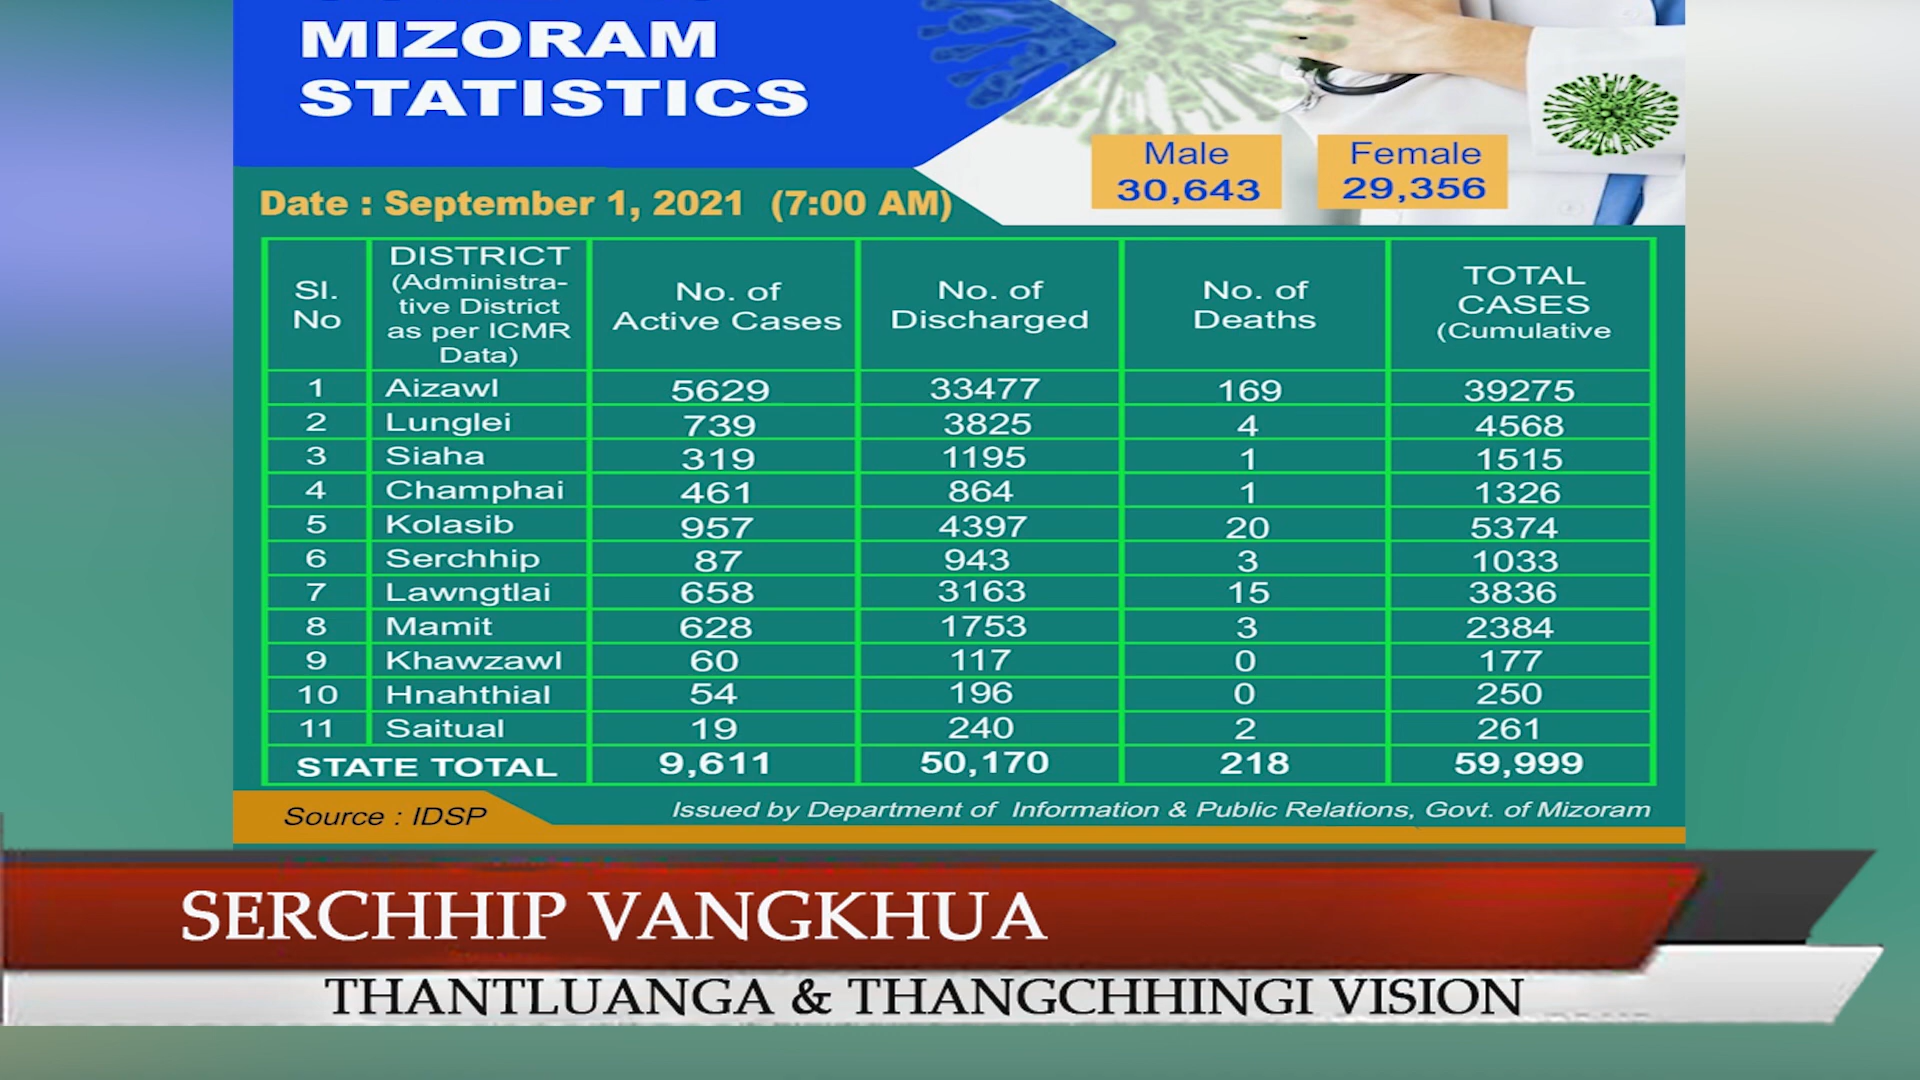 MIZORAM
STATISTICS
Male
30,643
Female
29,356
Date : September 1, 2021 (7:00 AM)
Sl. No
DISTRICT (Administra-tive District as per ICMR Data)
No. of Active Cases
No. of Discharged
No. of Deaths
TOTAL CASES (Cumulative
1 Aizawl 5629 33477 169 39275
2 Lunglei 739 3825 4 4568
3 Siaha 319 1195 1 1515
4 Champhai 461 864 1 1326
5 Kolasib 957 4397 20 5374
6 Serchhip 87 943 3 1033
7 Lawngtlai 658 3163 15 3836
8 Mamit 628 1753 3 2384
9 Khawzawl 60 117 0 177
10 Hnahthial 54 196 0 250
11 Saitual 19 240 2 261
STATE TOTAL 9,611 50,170 218 59,999
Source : IDSP
Issued by Department of Information & Public Relations, Govt. of Mizoram
SERCHHIP VANGKHUA
THANTLUANGA & THANGCHHINGI VISION